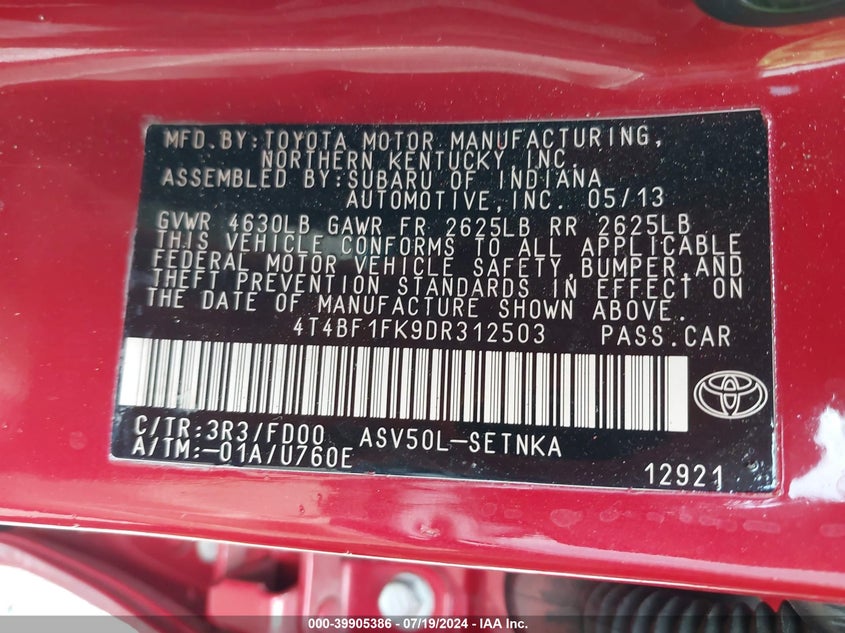 MFD.BY:TOYOTA MOTOR MANUFACTURING,
NORTHERN KENTUCKY, INC.
ASSEMBLED BY:SUBARU OF INDIANA
AUTOMOTIVE,INC. 05/13
GVWR 4630LB GAWR FR 2625LB RR 2625LB
THIS VEHICLE CONFORMS TO ALL APPLICABLE
FEDERAL MOTOR VEHICLE SAFETY,BUMPER,AND
THEFT PREVENTION STANDARDS IN EFFECT ON
THE DATE OF MANUFACTURE SHOWN ABOVE.
4T4BF1FK9DR312503 PASS.CAR
C/TR:3R3/FD00 ASV50L-SETNKA
A/TM:-01A/U760E
12921
000-39905386 - 07/19/2024 - IAA Inc.